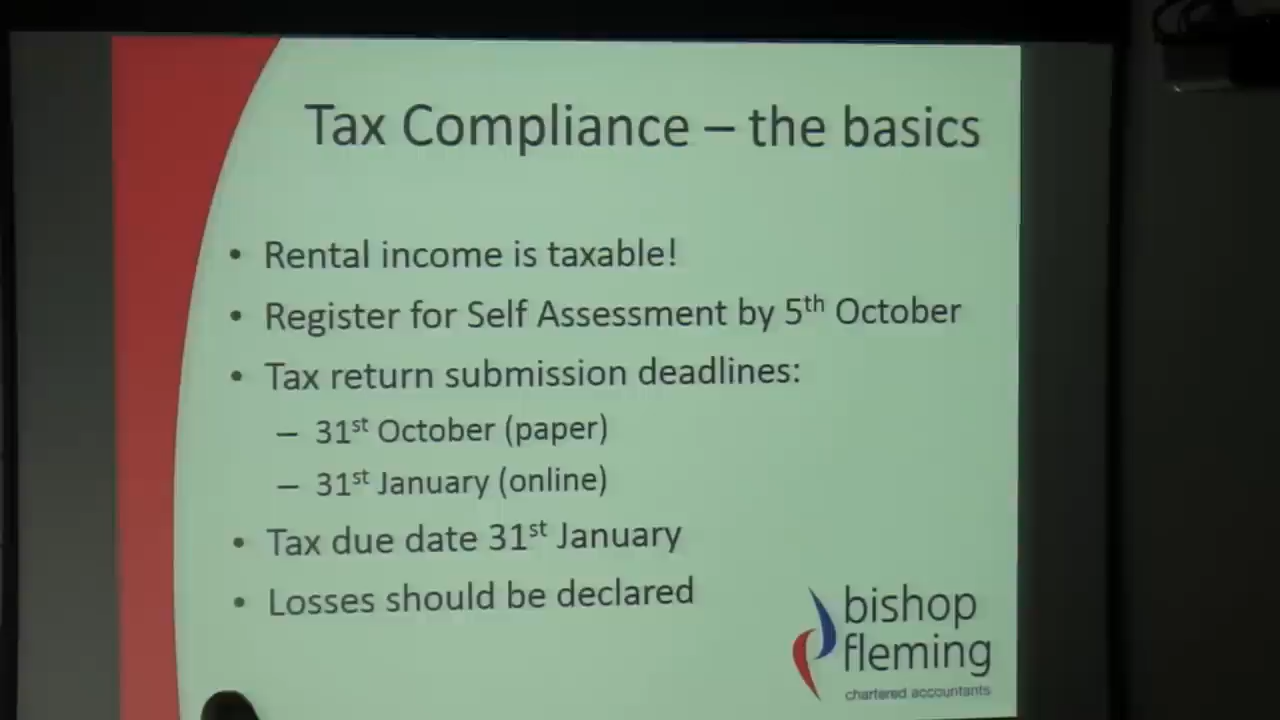 Tax Compliance – the basics
• Rental income is taxable!
• Register for Self Assessment by 5th October
• Tax return submission deadlines:
– 31st October (paper)
– 31st January (online)
• Tax due date 31st January
• Losses should be declared
bishop
fleming
chartered accountants